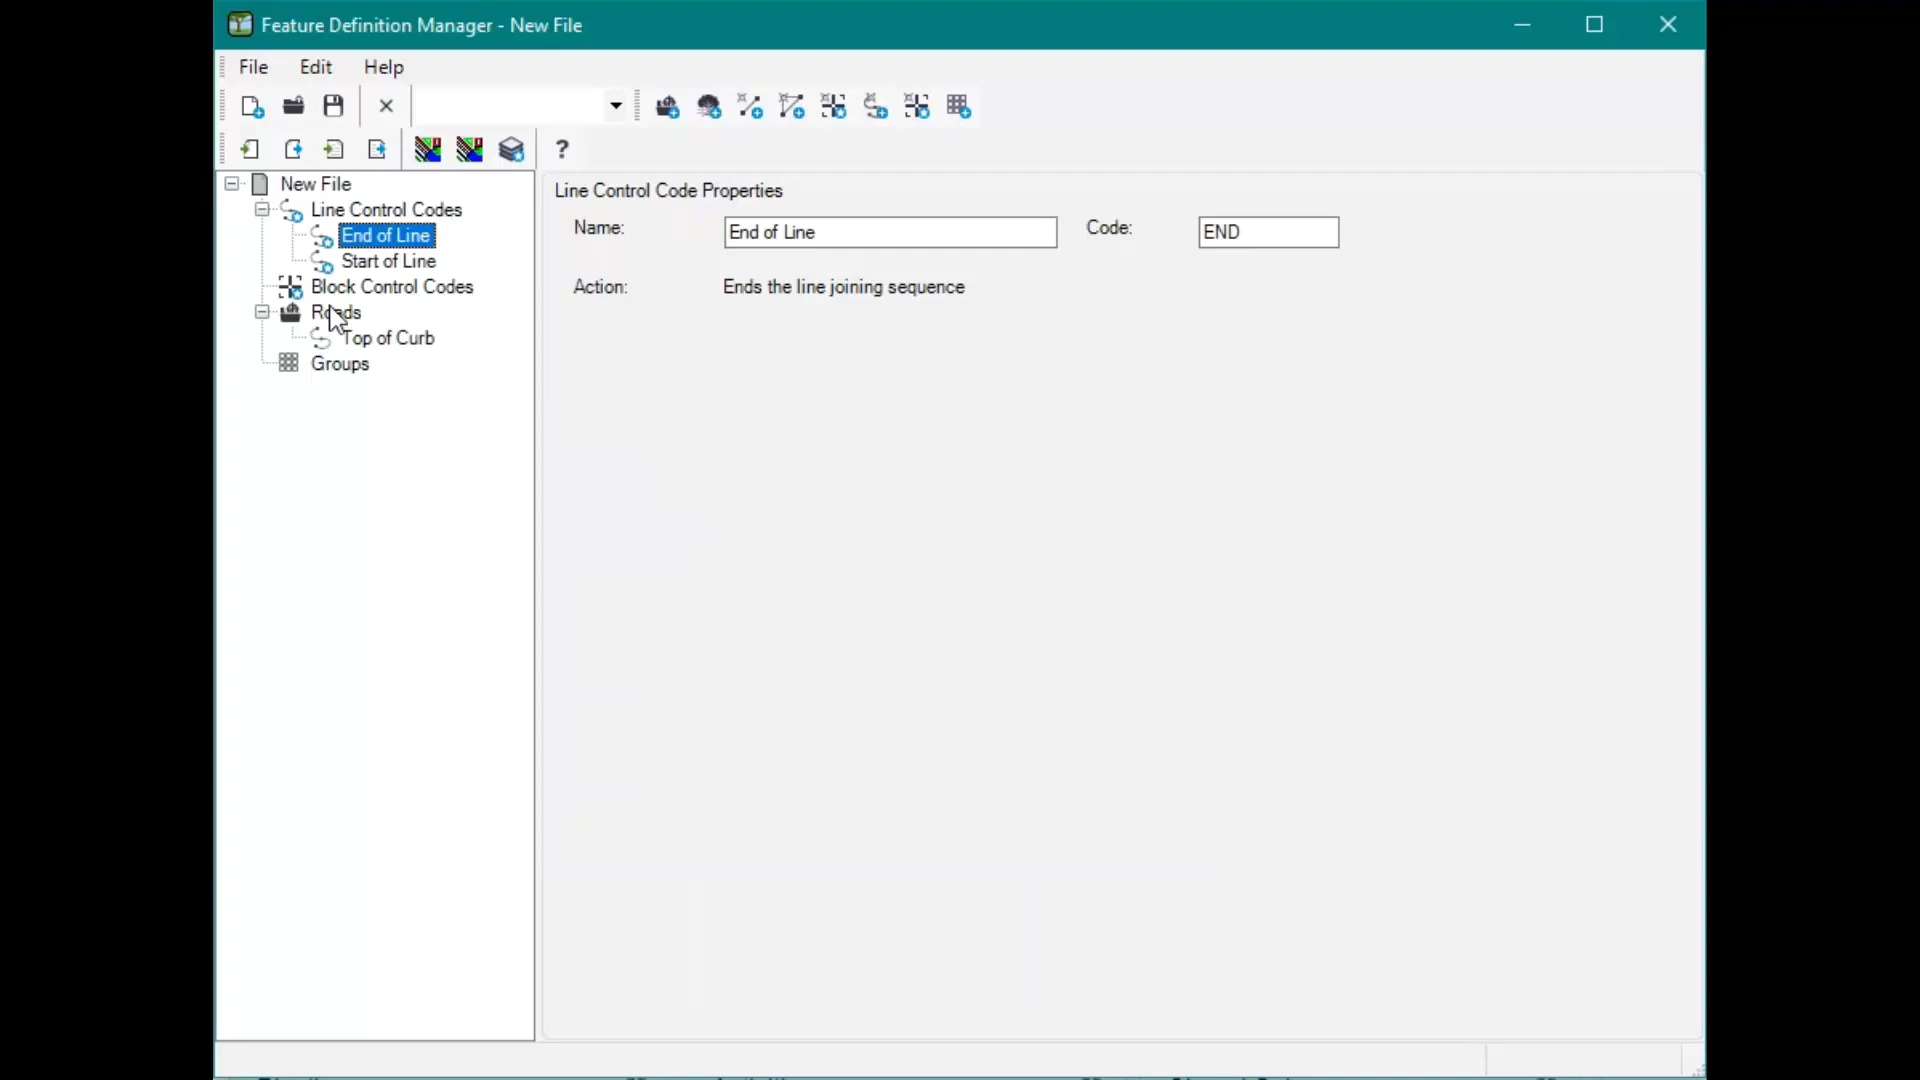 Feature Definition Manager - New File
File Edit Help
?
New File
Line Control Codes
End of Line
Start of Line
Block Control Codes
Roads
Top of Curb
Groups
Line Control Code Properties
Name: End of Line Code: END
Action: Ends the line joining sequence